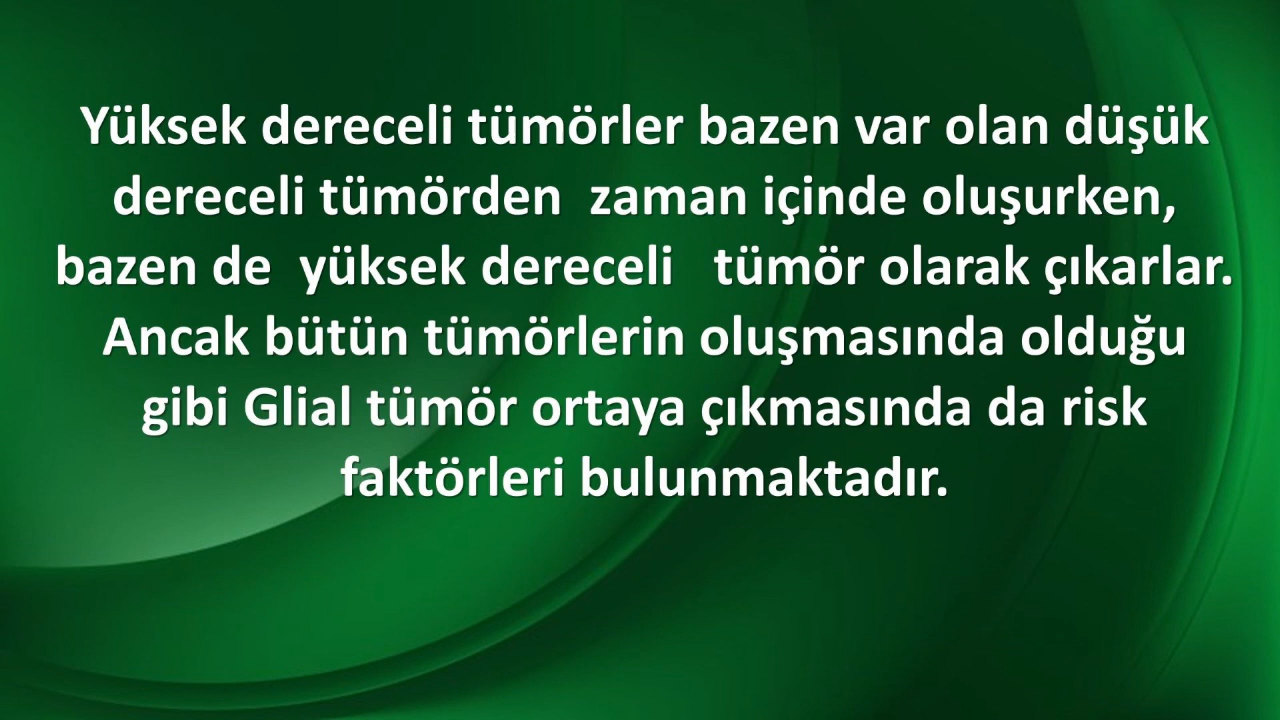 Yüksek dereceli tümörler bazen var olan düşük
dereceli tümörden  zaman içinde oluşurken,
bazen de  yüksek dereceli   tümör olarak çıkarlar.
Ancak bütün tümörlerin oluşmasında olduğu
gibi Glial tümör ortaya çıkmasında da risk
faktörleri bulunmaktadır.